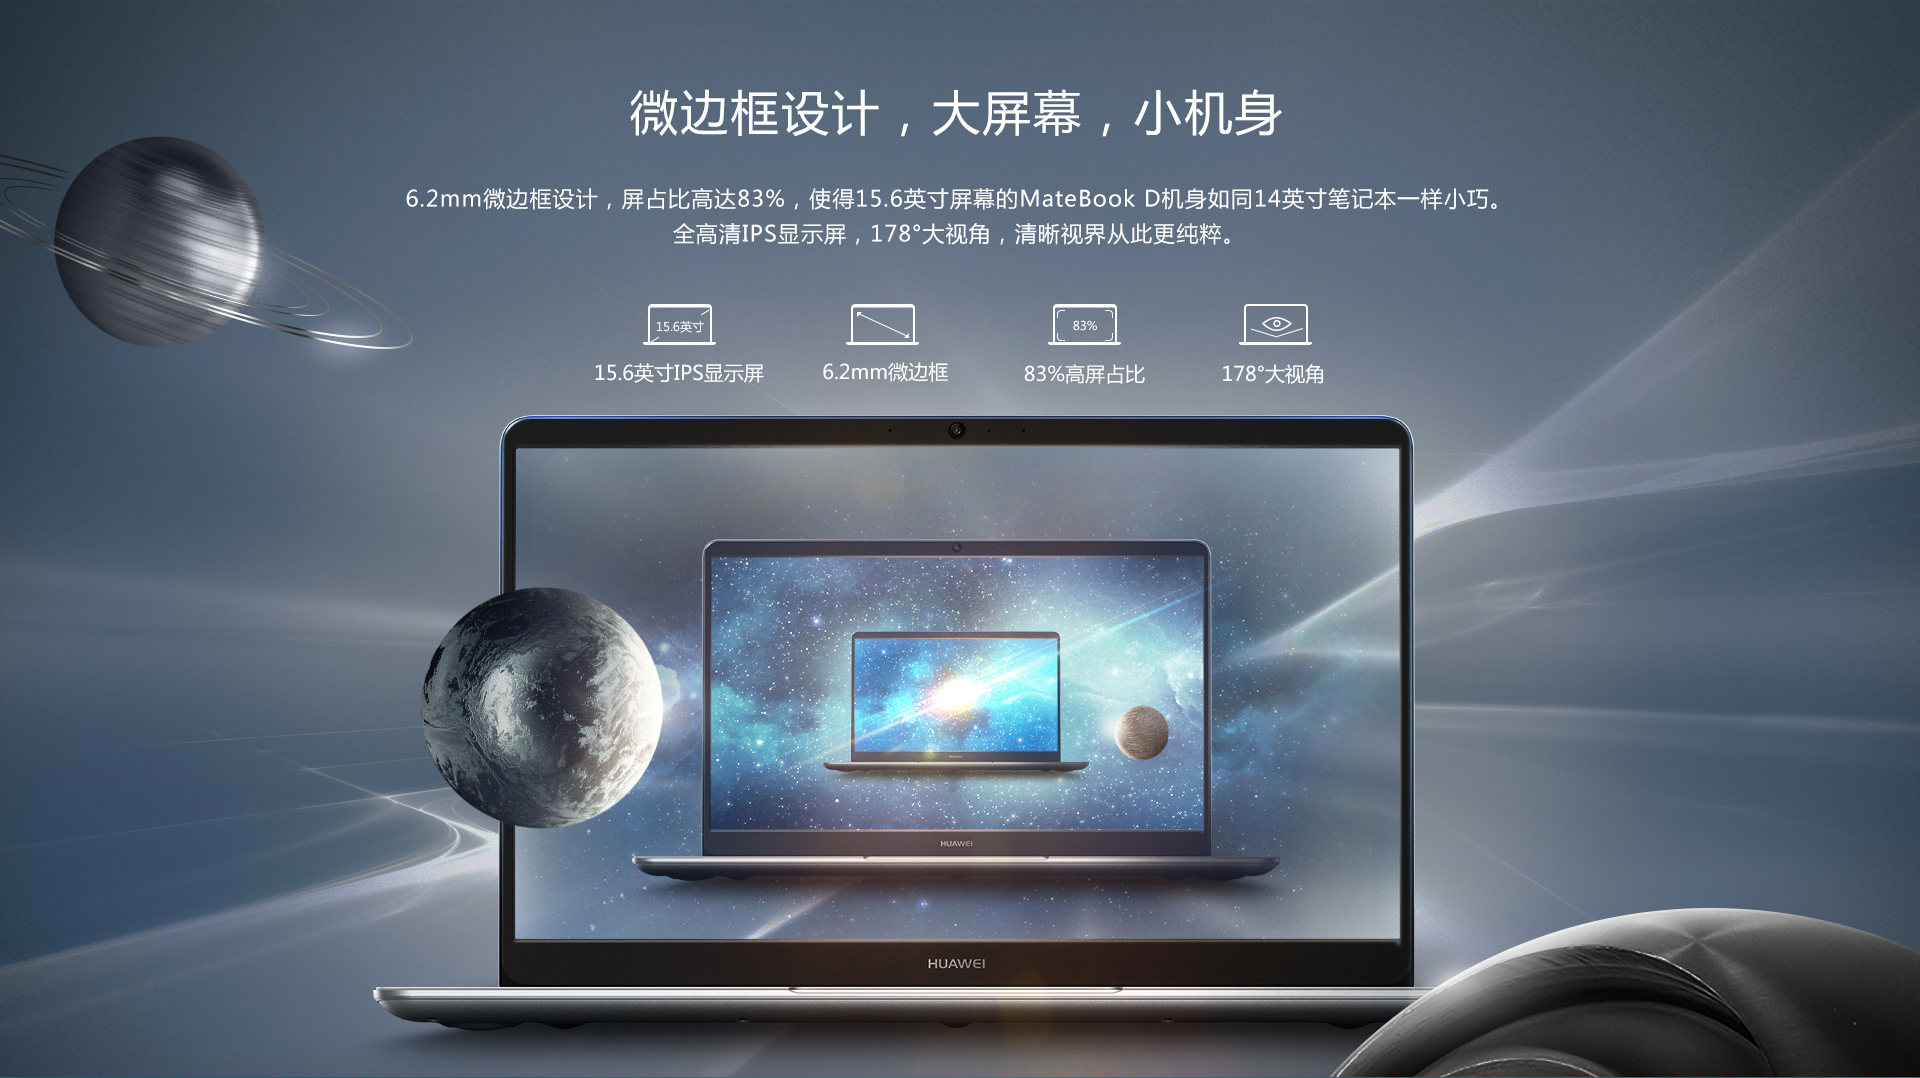 微边框设计，大屏幕，小机身
6.2mm微边框设计，屏占比高达83%，使得15.6英寸屏幕的MateBook D机身如同14英寸笔记本一样小巧。
全高清IPS显示屏，178°大视角，清晰视界从此更纯粹。
15.6英寸
83%
15.6英寸IPS显示屏
6.2mm微边框
83%高屏占比
178°大视角
HUAWEI
HUAWEI